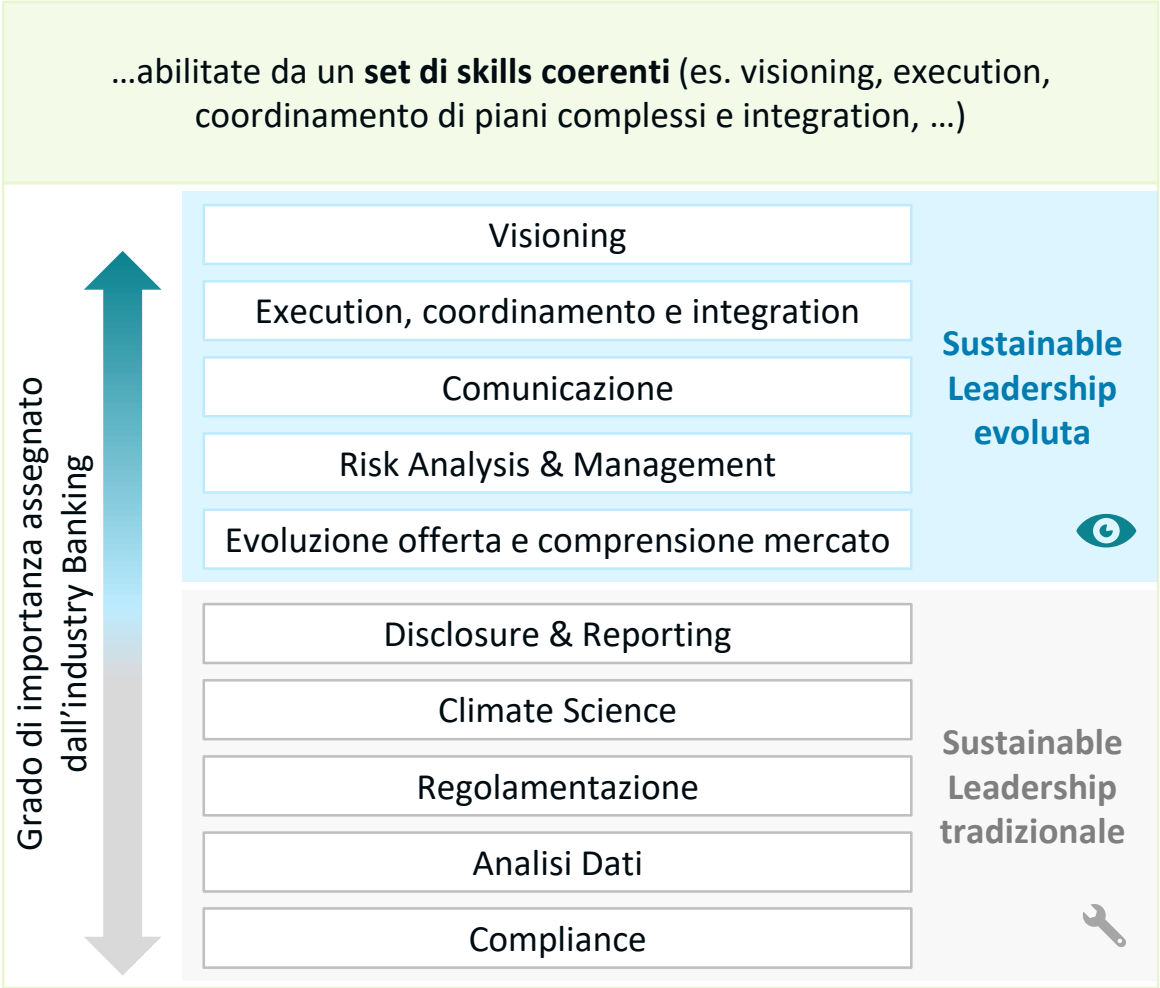 …abilitate da un set di skills coerenti (es. visioning, execution,
coordinamento di piani complessi e integration, …)
Grado di importanza assegnato
dall’industry Banking
Visioning
Execution, coordinamento e integration
Comunicazione
Risk Analysis & Management
Evoluzione offerta e comprensione mercato
Sustainable
Leadership
evoluta
Disclosure & Reporting
Climate Science
Regolamentazione
Analisi Dati
Compliance
Sustainable
Leadership
tradizionale